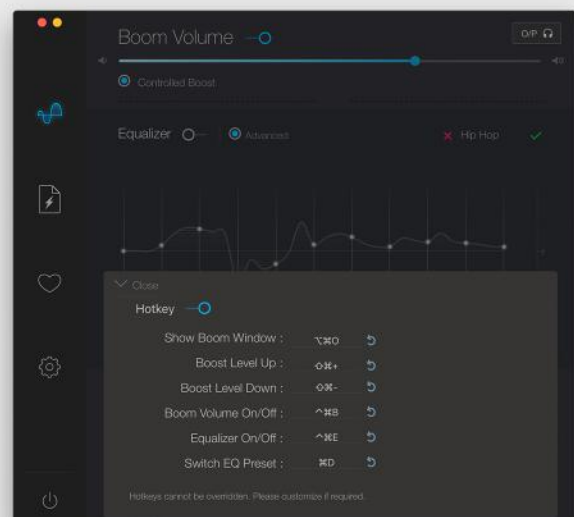 Boom Volume
O/P
Controlled Boost
Equalizer
Advanced
Hip Hop
Close
Hotkey
Show Boom Window : ⌥⌘O
Boost Level Up : ⇧⌘+
Boost Level Down : ⇧⌘-
Boom Volume On/Off : ^⌘B
Equalizer On/Off : ^⌘E
Switch EQ Preset : ⌘D
Hotkeys cannot be overridden. Please customize if required.